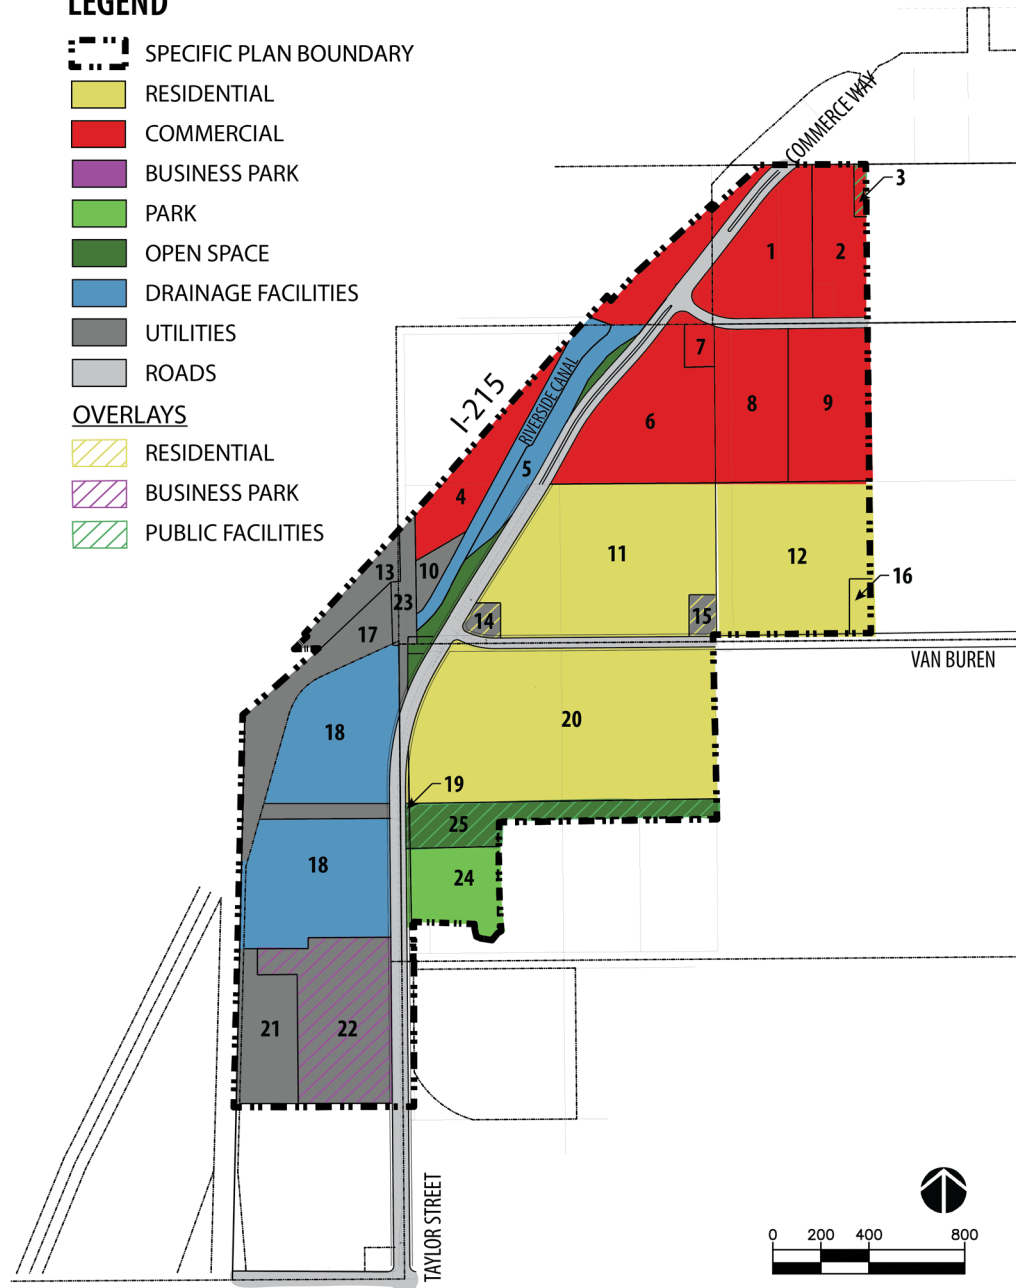 LEGEND
SPECIFIC PLAN BOUNDARY
RESIDENTIAL
COMMERCIAL
BUSINESS PARK
PARK
OPEN SPACE
DRAINAGE FACILITIES
UTILITIES
ROADS
OVERLAYS
RESIDENTIAL
BUSINESS PARK
PUBLIC FACILITIES
COMMERCE WAY
3
1
2
7
I-215
RIVERSIDE CANAL
6
8
9
5
4
11
12
13
10
16
23
14
15
17
VAN BUREN
18
20
19
25
18
24
21
22
TAYLOR STREET
0 200 400 800